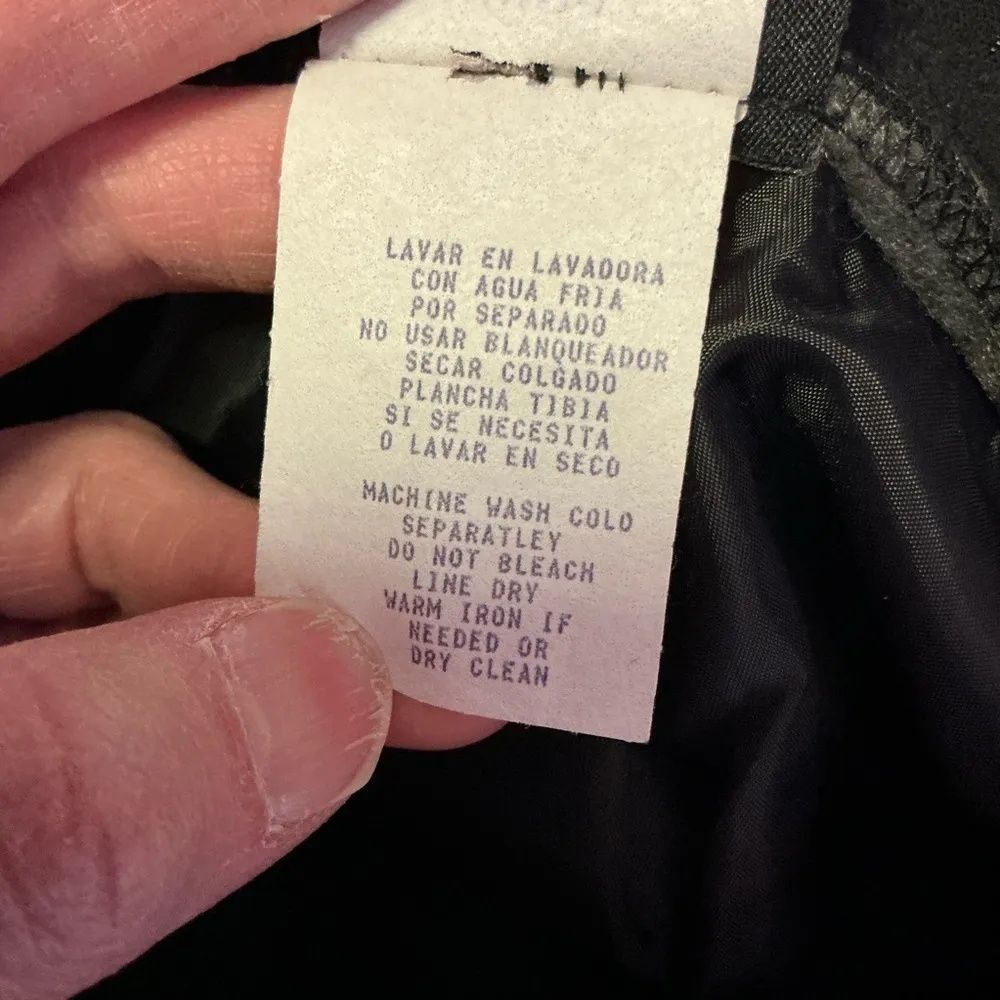 LAVAR EN LAVADORA
CON AGUA FRIA
POR SEPARADO
NO USAR BLANQUEADOR
SECAR COLGADO
PLANCHA TIBIA
SI SE NECESITA
O LAVAR EN SECO
MACHINE WASH COLD
SEPARATLEY
DO NOT BLEACH
LINE DRY
WARM IRON IF
NEEDED OR
DRY CLEAN